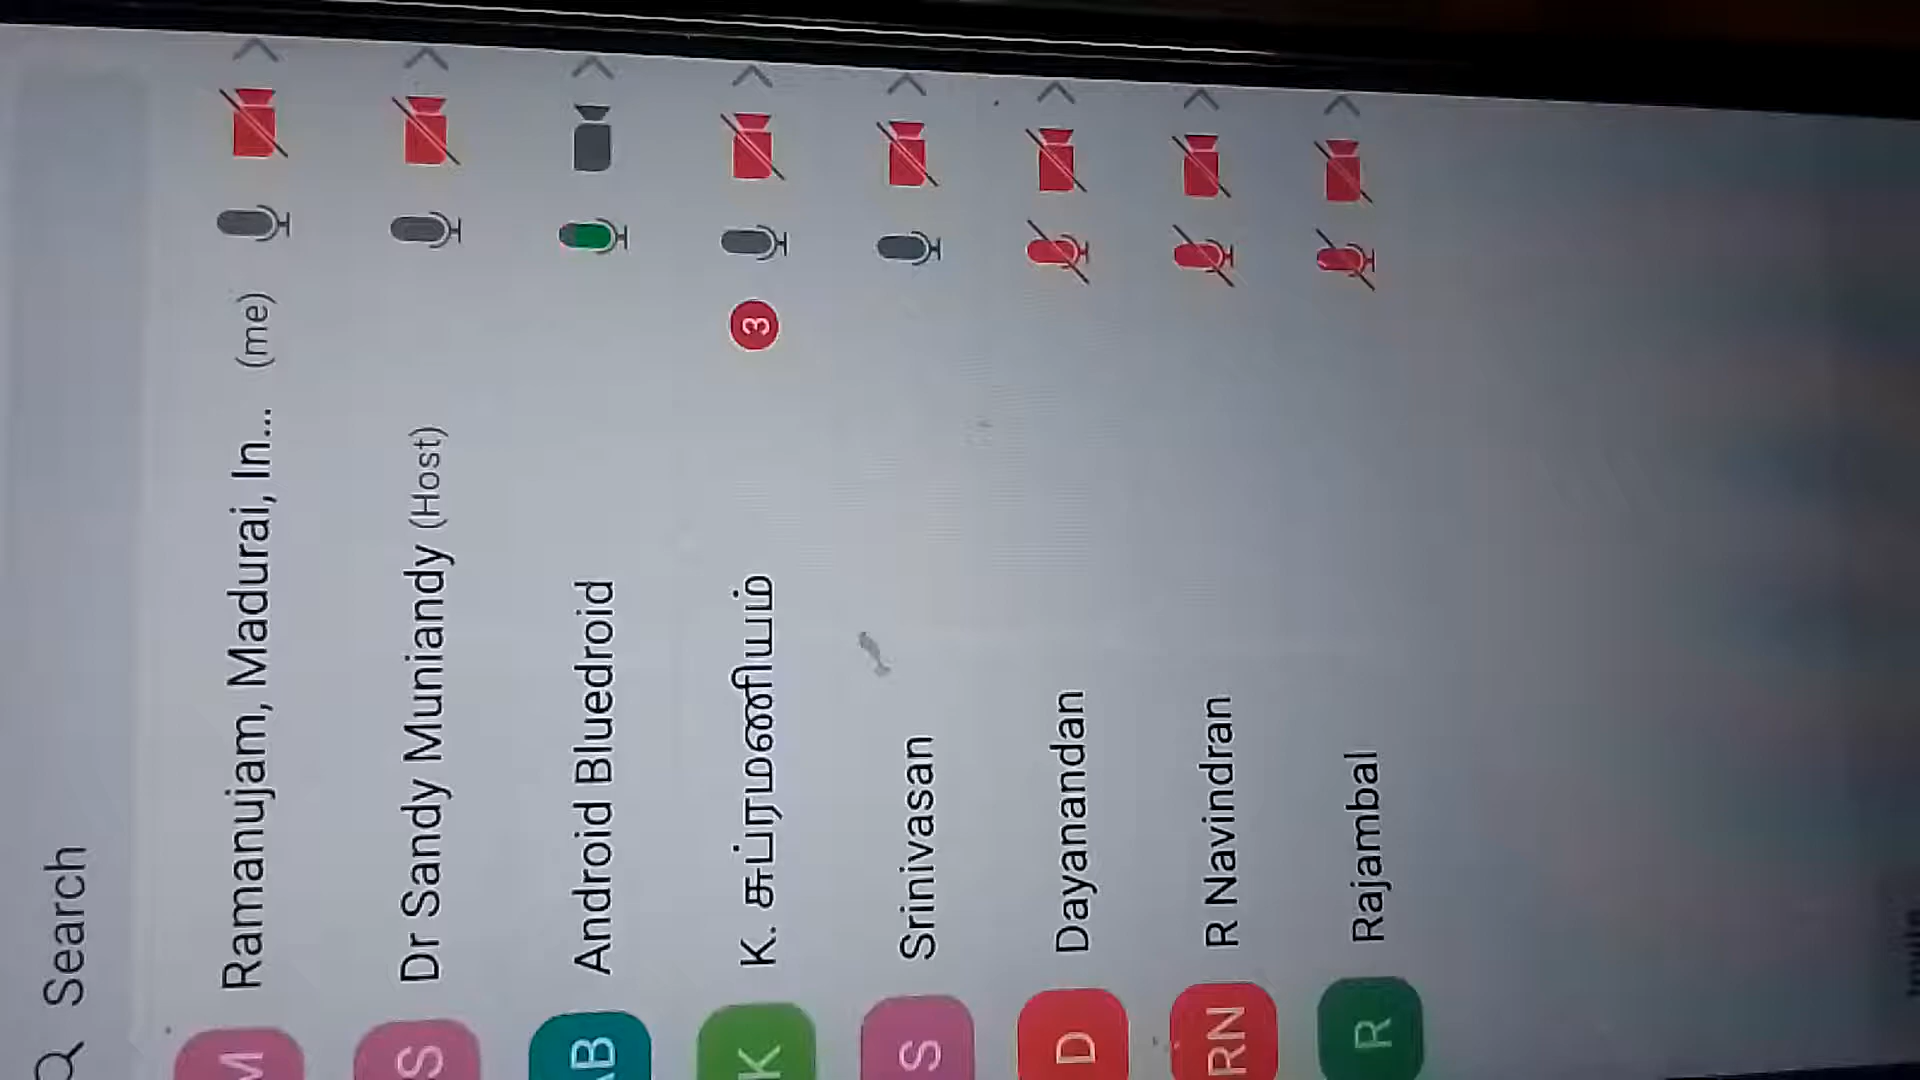 Search
M Ramanujam, Madurai, In... (me)
S Dr Sandy Muniandy (Host)
AB Android Bluedroid
K K. சுப்ரமணியம் 3
S Srinivasan
D Dayanandan
RN R Navindran
R Rajambal